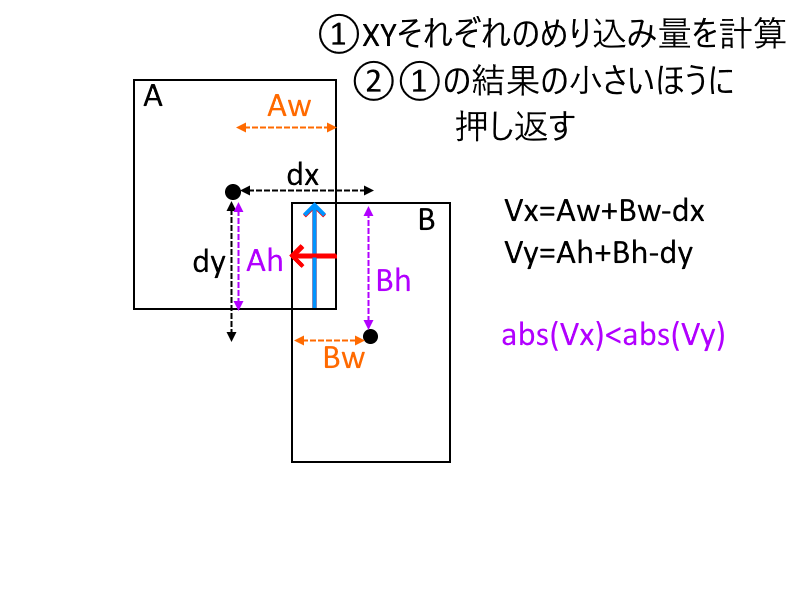 ①XYそれぞれのめり込み量を計算
②①の結果の小さいほうに
押し返す
A
Aw
dx
B
Vx=Aw+Bw-dx
Vy=Ah+Bh-dy
dy
Ah
Bh
abs(Vx)<abs(Vy)
Bw